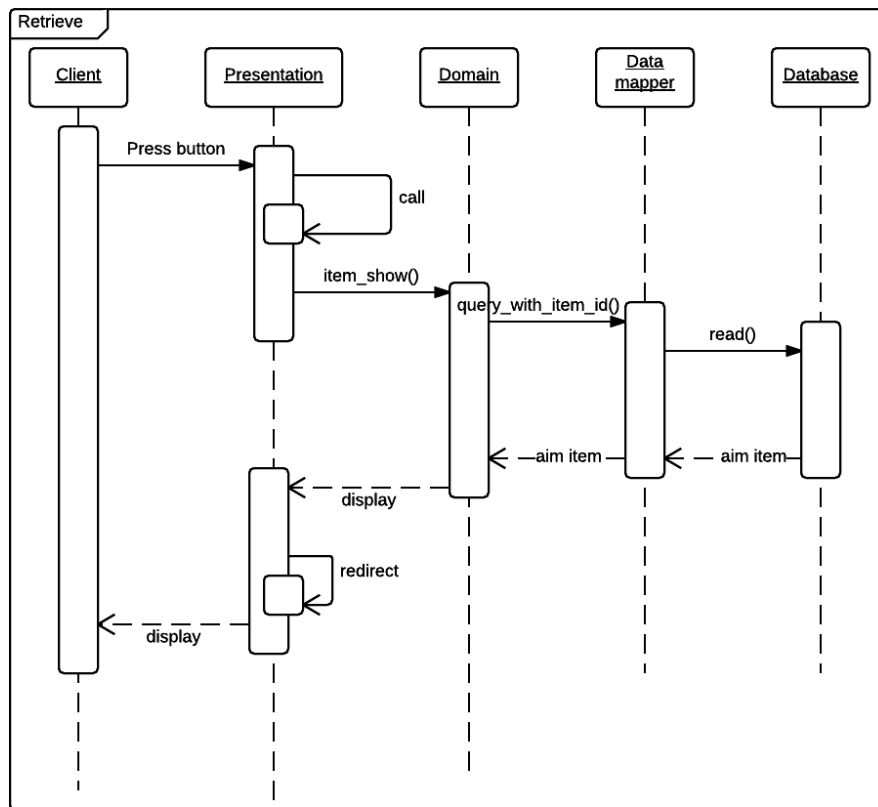 Retrieve
Client
Presentation
Domain
Data
mapper
Database
Press button
call
item_show()
query_with_item_id()
read()
aim item
aim item
display
redirect
display